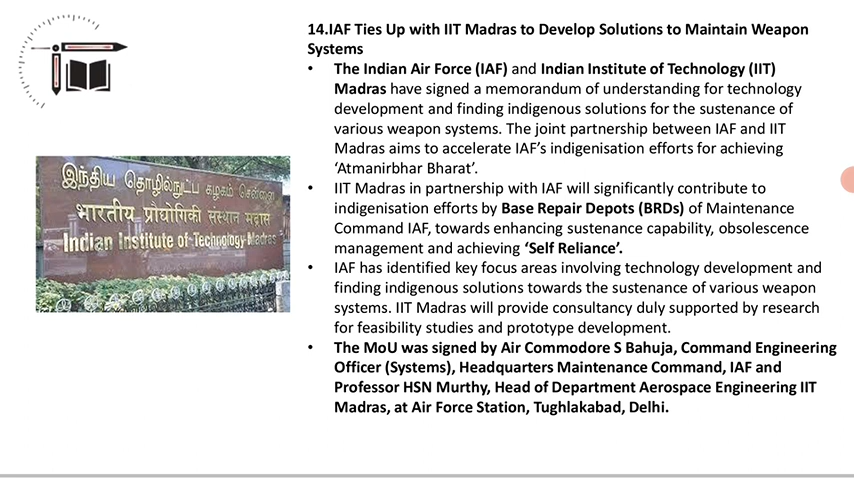 14.IAF Ties Up with IIT Madras to Develop Solutions to Maintain Weapon
Systems
• The Indian Air Force (IAF) and Indian Institute of Technology (IIT)
Madras have signed a memorandum of understanding for technology
development and finding indigenous solutions for the sustenance of
various weapon systems. The joint partnership between IAF and IIT
Madras aims to accelerate IAF’s indigenisation efforts for achieving
‘Atmanirbhar Bharat’.
• IIT Madras in partnership with IAF will significantly contribute to
indigenisation efforts by Base Repair Depots (BRDs) of Maintenance
Command IAF, towards enhancing sustenance capability, obsolescence
management and achieving ‘Self Reliance’.
• IAF has identified key focus areas involving technology development and
finding indigenous solutions towards the sustenance of various weapon
systems. IIT Madras will provide consultancy duly supported by research
for feasibility studies and prototype development.
• The MoU was signed by Air Commodore S Bahuja, Command Engineering
Officer (Systems), Headquarters Maintenance Command, IAF and
Professor HSN Murthy, Head of Department Aerospace Engineering IIT
Madras, at Air Force Station, Tughlakabad, Delhi.
இந்திய தொழில்நுட்ப கழகம் சென்னை
भारतीय प्रौद्योगिकी संस्थान मद्रास
Indian Institute of Technology Madras